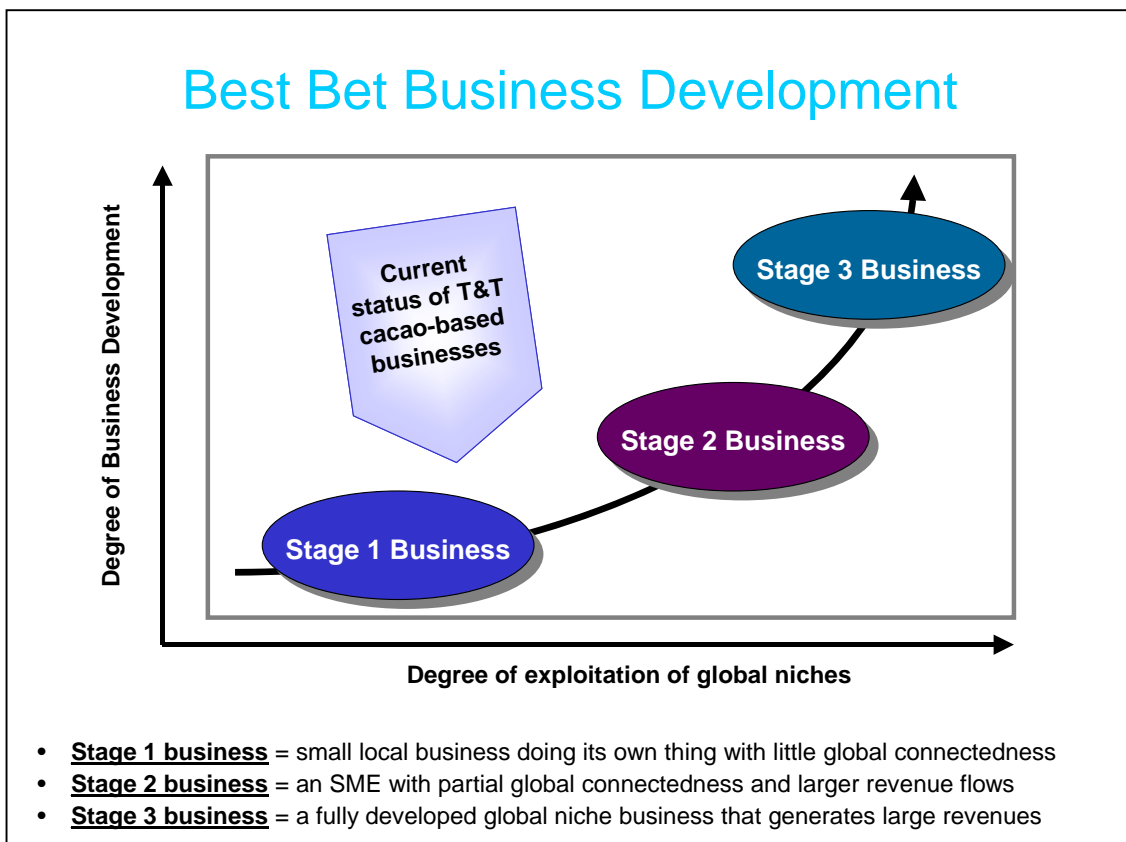 Best Bet Business Development
Degree of Business Development
Current
status of T&T
cacao-based
businesses
Stage 3 Business
Stage 2 Business
Stage 1 Business
Degree of exploitation of global niches
• Stage 1 business = small local business doing its own thing with little global connectedness
• Stage 2 business = an SME with partial global connectedness and larger revenue flows
• Stage 3 business = a fully developed global niche business that generates large revenues